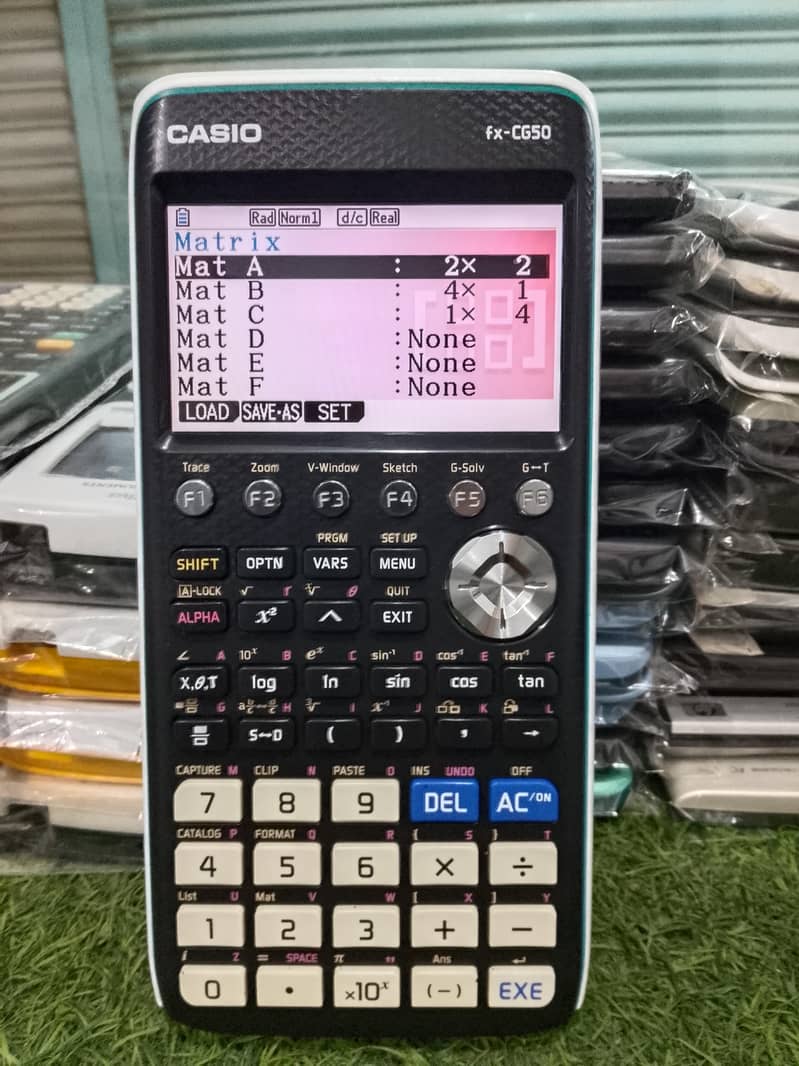 CASIO fx-CG50
Rad Norm1 d/c Real
Matrix
Mat A : 2× 2
Mat B : 4× 1
Mat C : 1× 4
Mat D :None
Mat E :None
Mat F :None
LOAD SAVE•AS SET
Trace Zoom V-Window Sketch G-Solv G↔T
F1 F2 F3 F4 F5 F6
PRGM SET UP
SHIFT OPTN VARS MENU
A-LOCK √ r ˣ√ θ QUIT
ALPHA x² ^ EXIT
∠ A 10ˣ B eˣ C sin⁻¹ D cos⁻¹ E tan⁻¹ F
X,θ,T log ln sin cos tan
G H ³√ I x⁻¹ J K L
S↔D ( ) , →
CAPTURE M CLIP N PASTE O INS UNDO OFF
7 8 9 DEL AC/ON
CATALOG P FORMAT Q R { S } T
4 5 6 × ÷
List U Mat V W [ X ] Y
1 2 3 + −
i Z = SPACE π " Ans ↵
0 • ×10ˣ (−) EXE